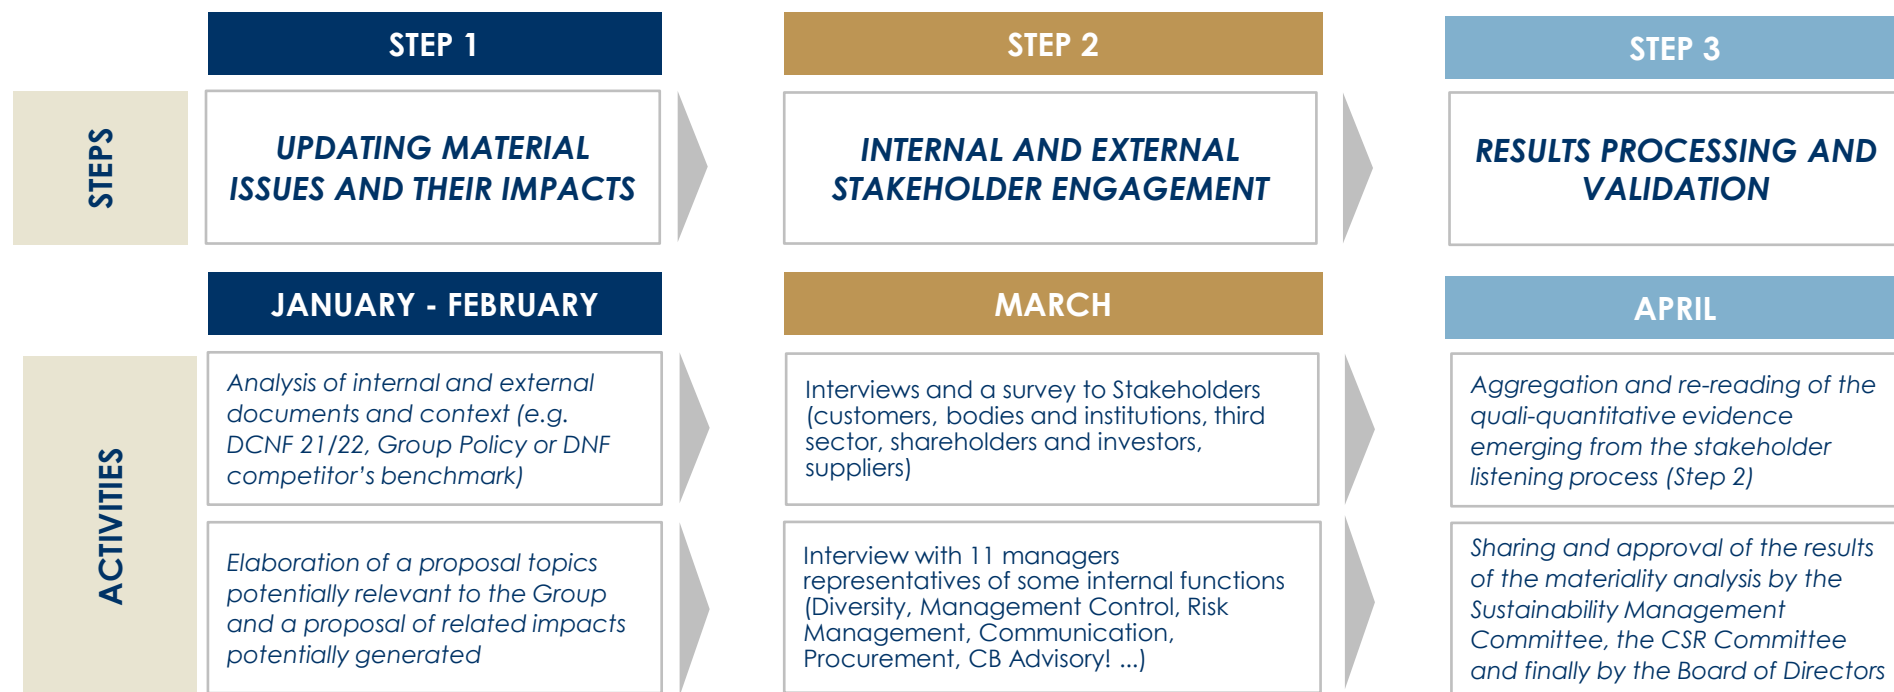 STEP 1
STEP 2
STEP 3
STEPS
UPDATING MATERIAL
ISSUES AND THEIR IMPACTS
INTERNAL AND EXTERNAL
STAKEHOLDER ENGAGEMENT
RESULTS PROCESSING AND
VALIDATION
JANUARY - FEBRUARY
MARCH
APRIL
ACTIVITIES
Analysis of internal and external
documents and context (e.g.
DCNF 21/22, Group Policy or DNF
competitor's benchmark)
Interviews and a survey to Stakeholders
(customers, bodies and institutions, third
sector, shareholders and investors,
suppliers)
Aggregation and re-reading of the
quali-quantitative evidence
emerging from the stakeholder
listening process (Step 2)
Elaboration of a proposal topics
potentially relevant to the Group
and a proposal of related impacts
potentially generated
Interview with 11 managers
representatives of some internal functions
(Diversity, Management Control, Risk
Management, Communication,
Procurement, CB Advisory! ...)
Sharing and approval of the results
of the materiality analysis by the
Sustainability Management
Committee, the CSR Committee
and finally by the Board of Directors